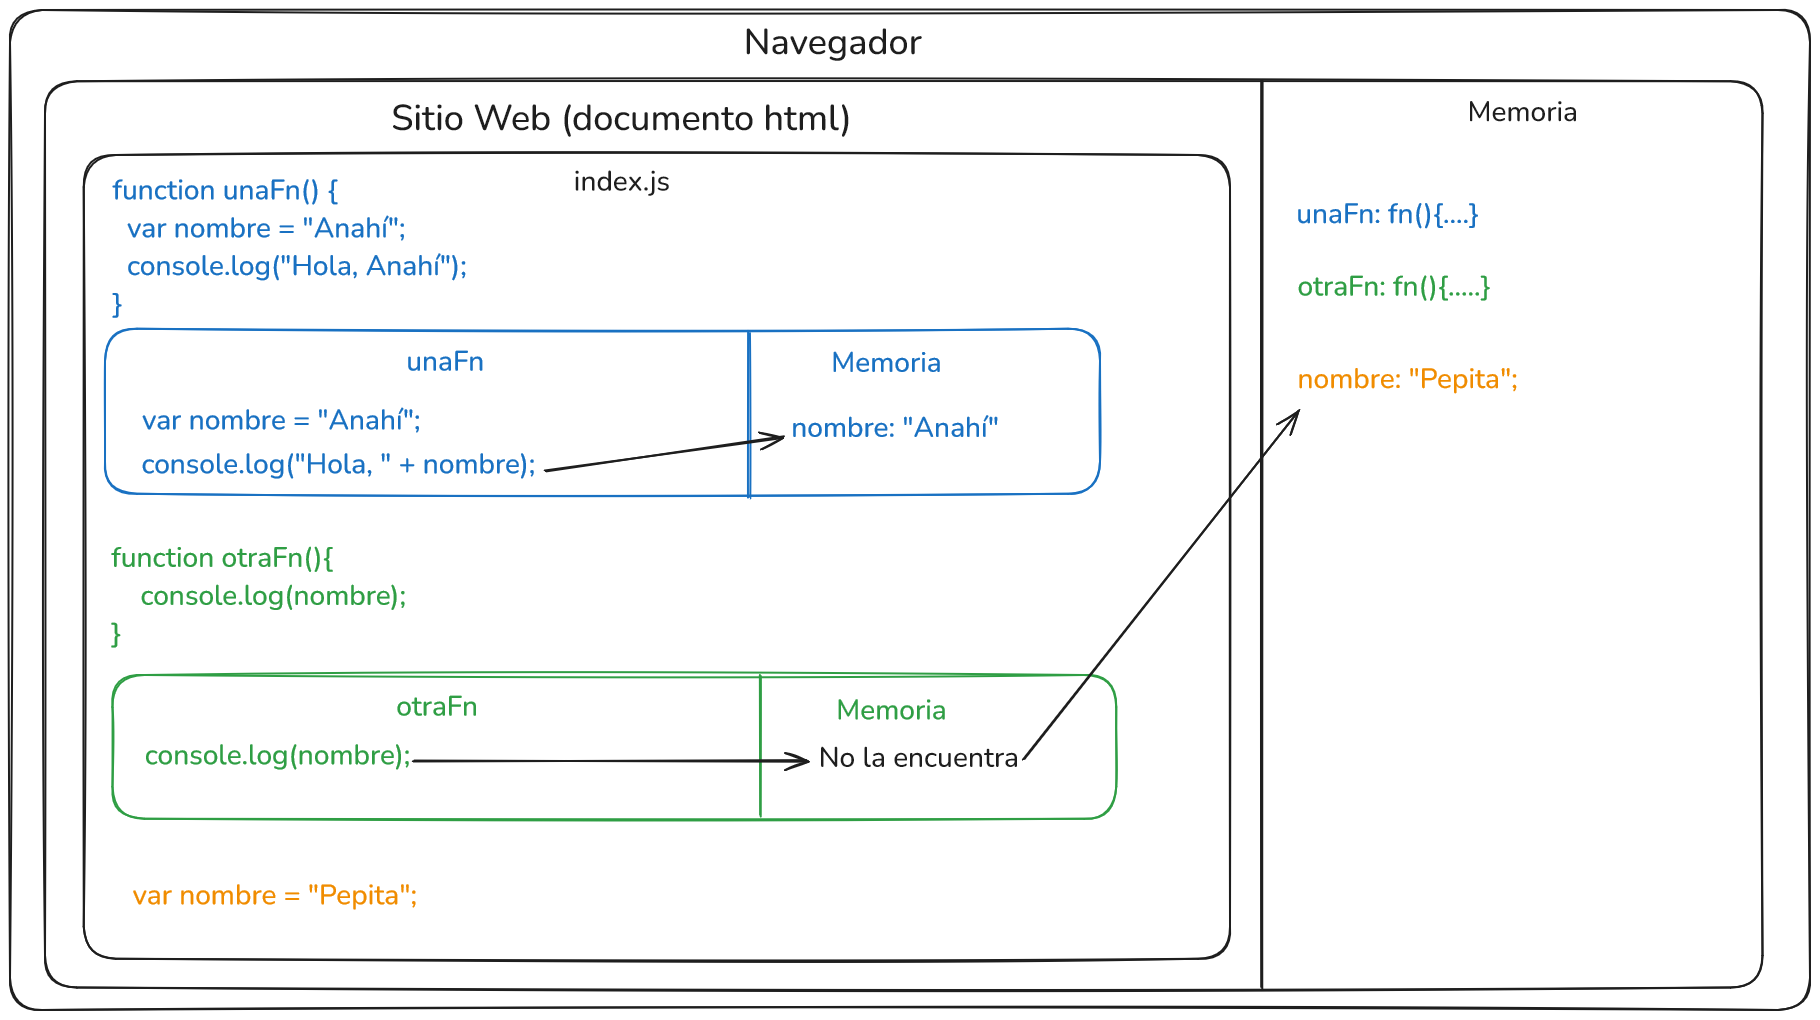 Navegador
Sitio Web (documento html)
index.js
function unaFn() {
var nombre = "Anahí";
console.log("Hola, Anahí");
}
unaFn
Memoria
var nombre = "Anahí";
nombre: "Anahí"
console.log("Hola, " + nombre);
function otraFn(){
console.log(nombre);
}
otraFn
Memoria
console.log(nombre);
No la encuentra
var nombre = "Pepita";
Memoria
unaFn: fn(){....}
otraFn: fn(){.....}
nombre: "Pepita";